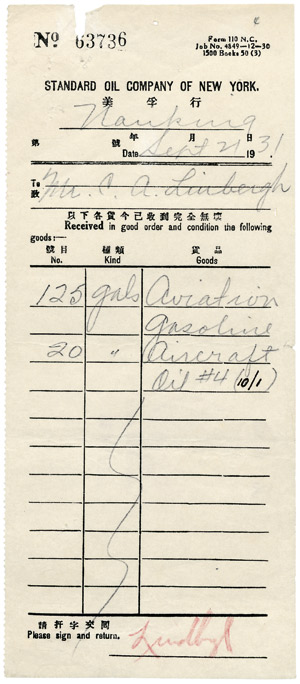 Form 110 N.C.
Job No. 4849—12—30
1500 Books 50 (3)
No 63736
STANDARD OIL COMPANY OF NEW YORK.
美孚行
Nanking
第 號 年 月 日
Date Sept 21 1931
To
致 Mr. C. A. Linbergh
以下各貨今已收到完全無壞
Received in good order and condition the following
goods:—
號目 種類 貨品
No. Kind Goods
125 gals Aviation
Gasoline
20 " Aircraft
Oil #4 (10/1)
請折字交閱
Please sign and return.
Lindbergh